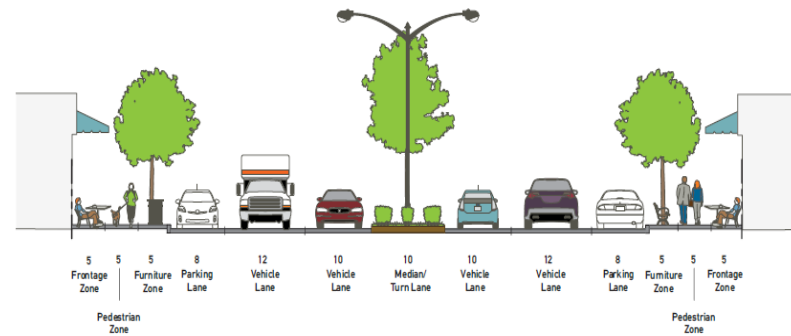 5 5 5 8 12 10 10 10 12 8 5 5 5
Frontage Furniture Parking Vehicle Vehicle Median/ Vehicle Vehicle Parking Furniture Frontage
Zone Zone Lane Lane Lane Turn Lane Lane Lane Lane Zone Zone
Pedestrian Pedestrian
Zone Zone